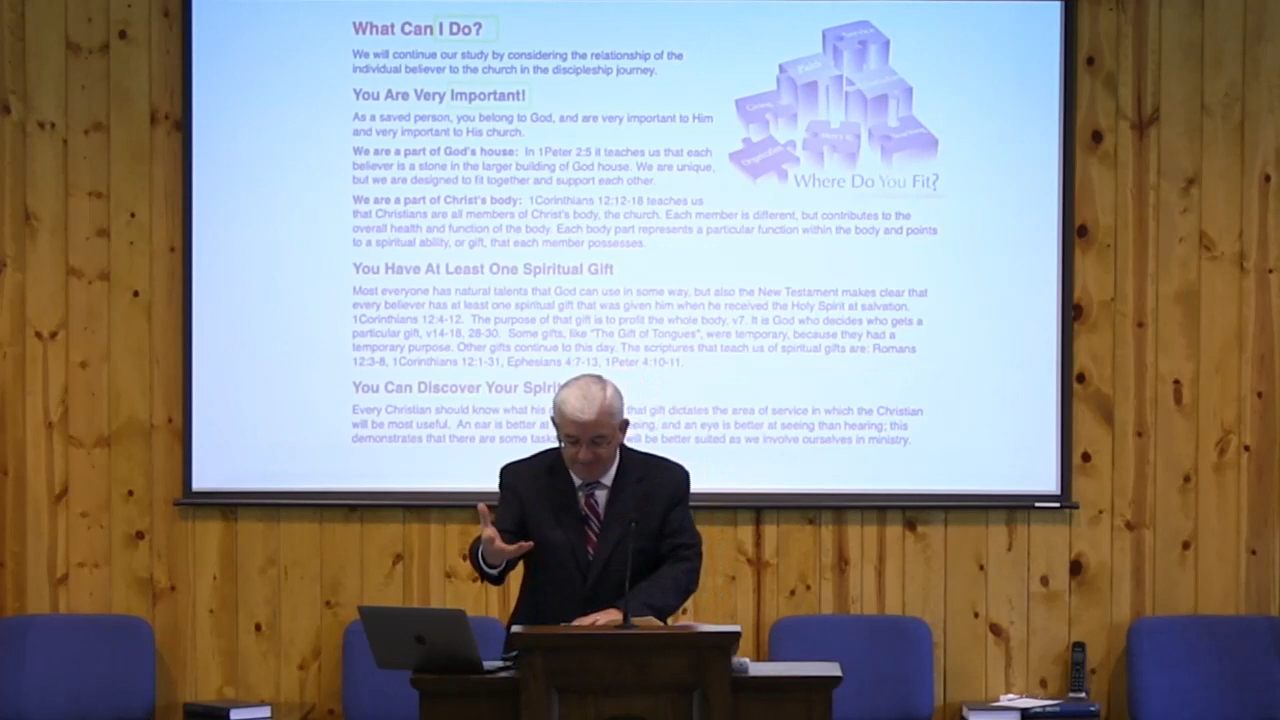 What Can I Do?
We will continue our study by considering the relationship of the
individual believer to the church in the discipleship journey.
You Are Very Important!
As a saved person, you belong to God, and are very important to Him
and very important to His church.
We are a part of God's house: In 1Peter 2:5 it teaches us that each
believer is a stone in the larger building of God house. We are unique,
but we are designed to fit together and support each other.
We are a part of Christ's body: 1Corinthians 12:12-18 teaches us
that Christians are all members of Christ's body, the church. Each member is different, but contributes to the
overall health and function of the body. Each body part represents a particular function within the body and points
to a spiritual ability, or gift, that each member possesses.
Service
Faith
Giving
Mercy
Teaching
Organization
Where Do You Fit?
You Have At Least One Spiritual Gift
Most everyone has natural talents that God can use in some way, but also the New Testament makes clear that
every believer has at least one spiritual gift that was given him when he received the Holy Spirit at salvation.
1Corinthians 12:4-12. The purpose of that gift is to profit the whole body, v7. It is God who decides who gets a
particular gift, v14-18, 28-30. Some gifts, like "The Gift of Tongues", were temporary, because they had a
temporary purpose. Other gifts continue to this day. The scriptures that teach us of spiritual gifts are: Romans
12:3-8, 1Corinthians 12:1-31, Ephesians 4:7-13, 1Peter 4:10-11.
You Can Discover Your Spiri
Every Christian should know what his that gift dictates the area of service in which the Christian
will be most useful. An ear is better at eing, and an eye is better at seeing than hearing; this
demonstrates that there are some task will be better suited as we involve ourselves in ministry.